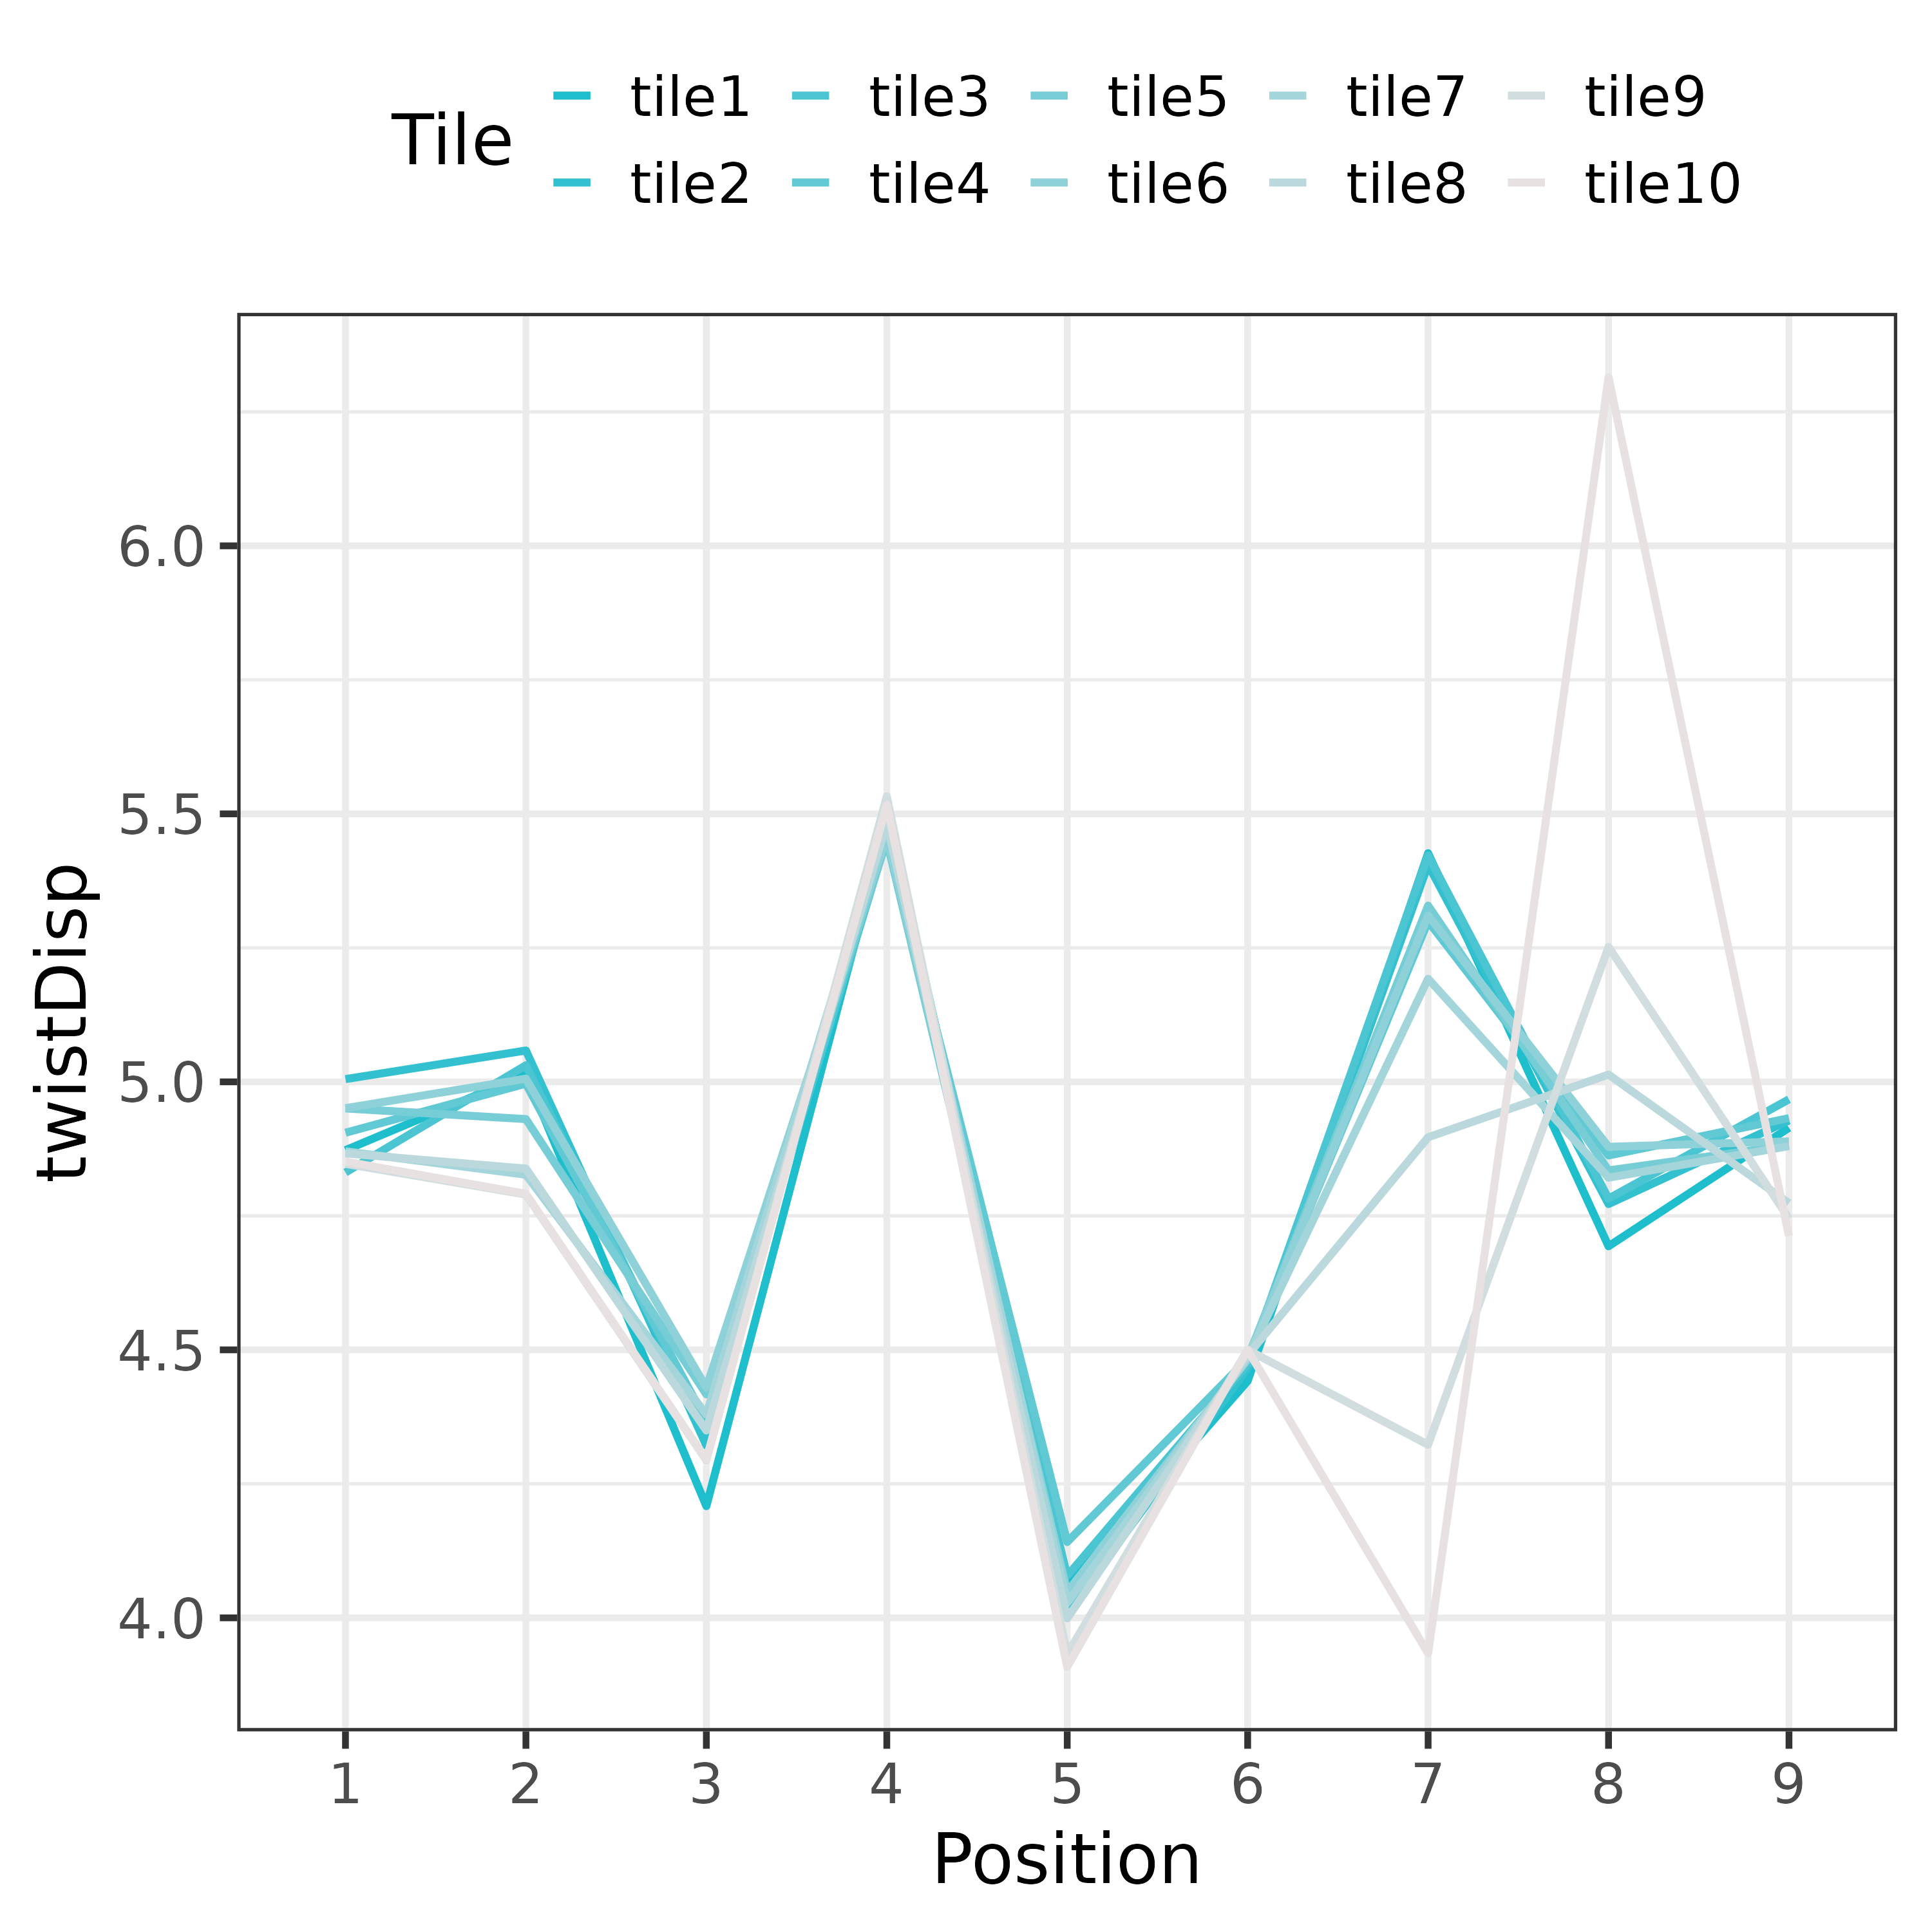 Tile
tile1 tile3 tile5 tile7 tile9
tile2 tile4 tile6 tile8 tile10
twistDisp
6.0
5.5
5.0
4.5
4.0
1 2 3 4 5 6 7 8 9
Position